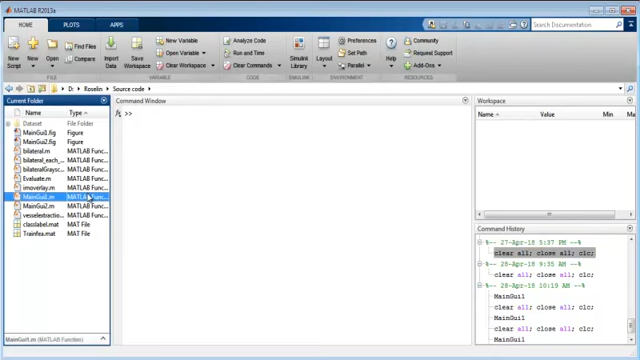 MATLAB R2013a
HOME PLOTS APPS
Search Documentation
New Script
New
Open
Find Files
Compare
FILE
Import Data
Save Workspace
New Variable
Open Variable
Clear Workspace
VARIABLE
Analyze Code
Run and Time
Clear Commands
CODE
Simulink Library
SIMULINK
Layout
Preferences
Set Path
Parallel
ENVIRONMENT
Community
Request Support
Add-Ons
RESOURCES
D: Roselin Source code
Current Folder
Name Type
Dataset File Folder
MainGui1.fig Figure
MainGui2.fig Figure
bilateral.m MATLAB Func...
bilateral_each_... MATLAB Func...
bilateralGraysc... MATLAB Func...
Evaluate.m MATLAB Func...
imoverlay.m MATLAB Func...
MainGui1.m MATLAB Func...
MainGui2.m MATLAB Func...
vesselextractio... MATLAB Func...
classlabel.mat MAT File
Trainfea.mat MAT File
MainGui1.m (MATLAB Function)
Command Window
fx >>
Workspace
Name Value Min Ma
Command History
%-- 27-Apr-18 5:37 PM --%
clear all; close all; clc;
%-- 28-Apr-18 9:35 AM --%
clear all; close all; clc;
%-- 28-Apr-18 10:19 AM --%
MainGui1
clear all; close all; clc;
MainGui1
clear all; close all; clc;
MainGui1